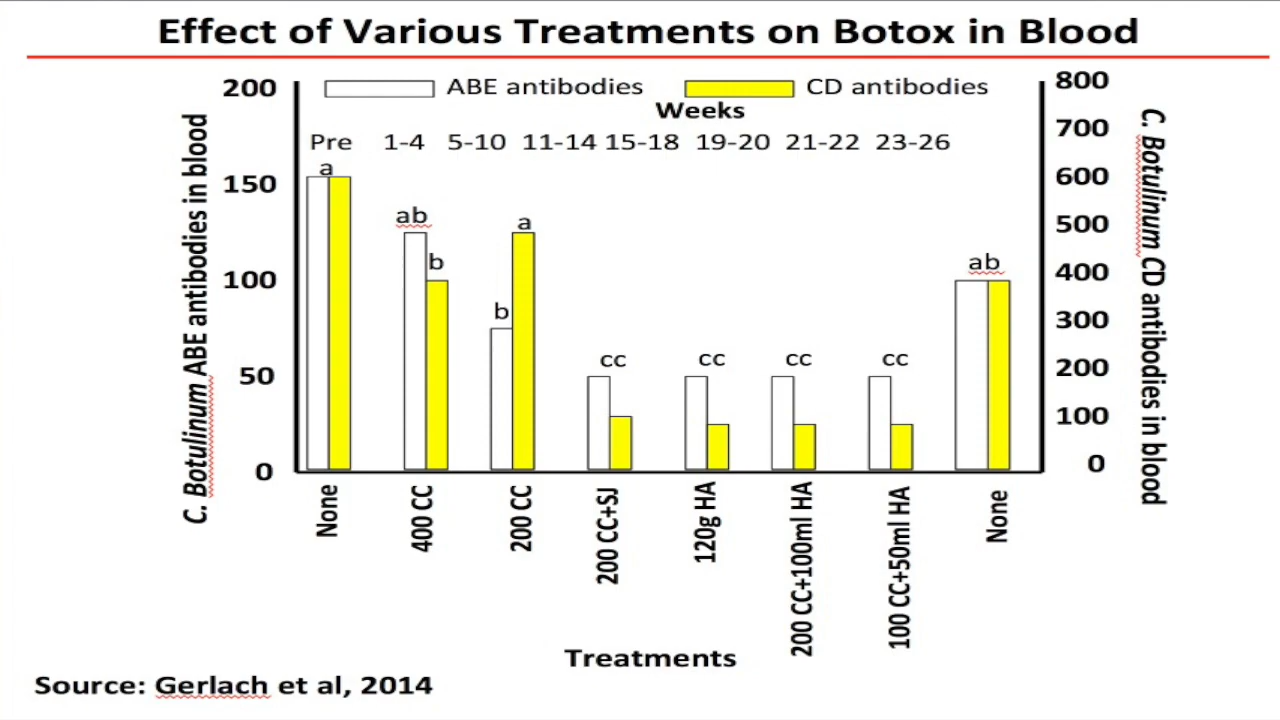 Effect of Various Treatments on Botox in Blood
ABE antibodies
CD antibodies
Weeks
Pre 1-4 5-10 11-14 15-18 19-20 21-22 23-26
C. Botulinum ABE antibodies in blood
200
150
100
50
0
a
ab
b
b
a
cc
cc
cc
cc
ab
800
700
600
500
400
300
200
100
0
C. Botulinum CD antibodies in blood
None
400 CC
200 CC
200 CC+SJ
120g HA
200 CC+100ml HA
100 CC+50ml HA
None
Treatments
Source: Gerlach et al, 2014